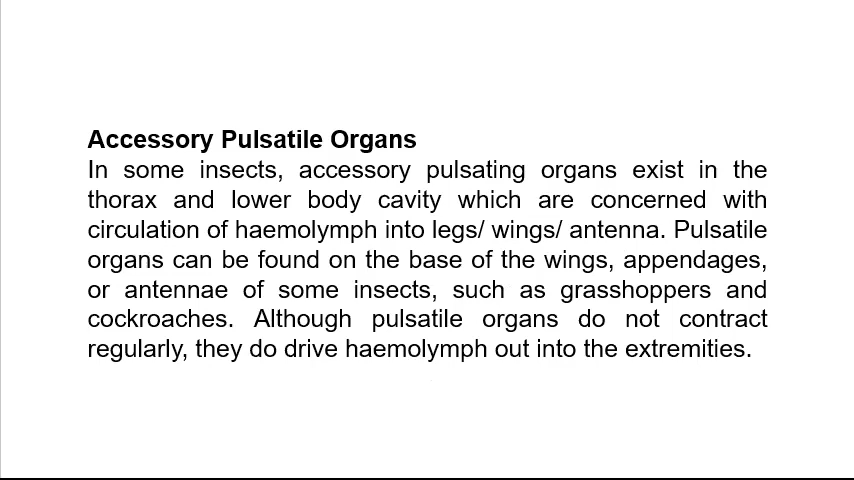 Accessory Pulsatile Organs
In some insects, accessory pulsating organs exist in the
thorax and lower body cavity which are concerned with
circulation of haemolymph into legs/ wings/ antenna. Pulsatile
organs can be found on the base of the wings, appendages,
or antennae of some insects, such as grasshoppers and
cockroaches. Although pulsatile organs do not contract
regularly, they do drive haemolymph out into the extremities.